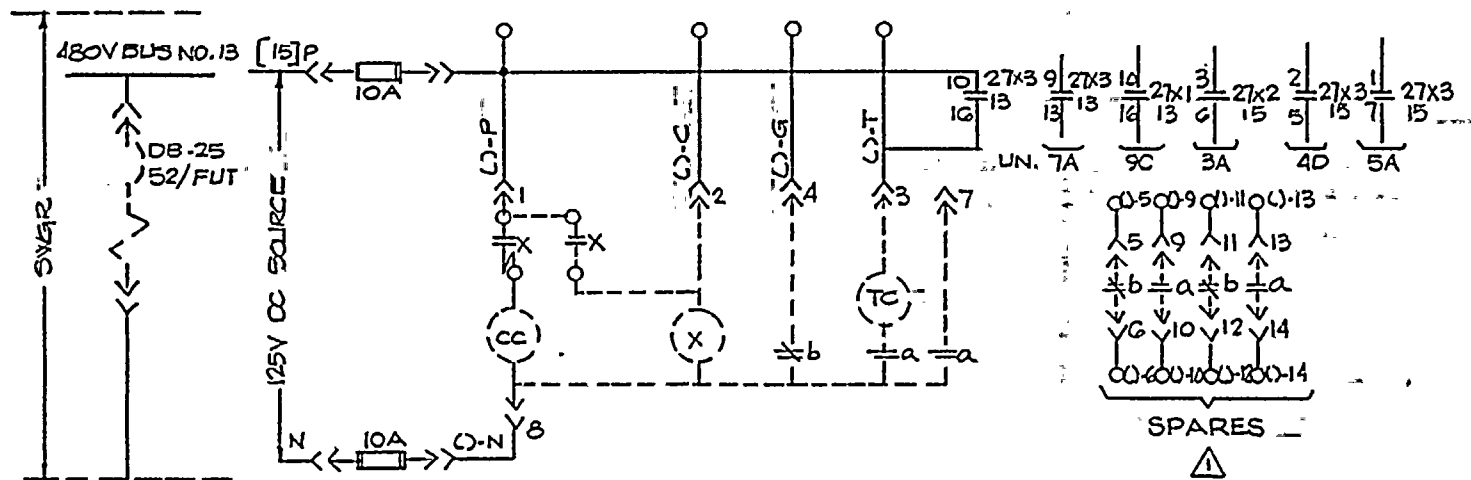 480V BUS NO. 13
[15]P
10A
DB-25
52/FUT
SWGR
125V DC SOURCE
()-P
()-C
()-G
()-T
1
2
4
3
7
X
X
CC
X
b
TC
a
a
N
10A
()-N
8
10
27X3
13
16
UN.
9
27X3
13
13
7A
14
27X1
13
16
9C
3
27X2
15
6
3A
2
27X3
15
5
4D
1
27X3
15
7
5A
()-5
()-9
()-11
()-13
5
9
11
13
b
a
b
a
6
10
12
14
()-6
()-10
()-12
()-14
SPARES
1